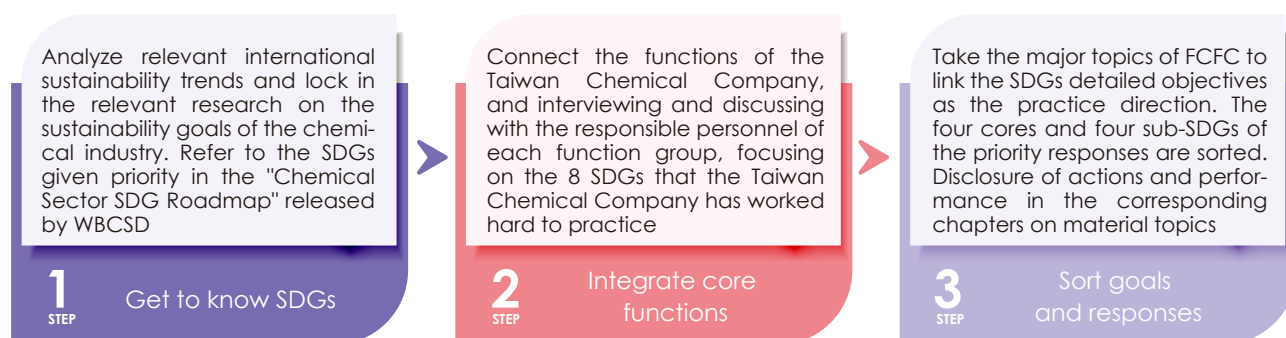 Analyze relevant international
sustainability trends and lock in
the relevant research on the
sustainability goals of the chemi-
cal industry. Refer to the SDGs
given priority in the "Chemical
Sector SDG Roadmap" released
by WBCSD
1
STEP
Get to know SDGs
Connect the functions of the
Taiwan Chemical Company,
and interviewing and discussing
with the responsible personnel of
each function group, focusing
on the 8 SDGs that the Taiwan
Chemical Company has worked
hard to practice
2
STEP
Integrate core
functions
Take the major topics of FCFC to
link the SDGs detailed objectives
as the practice direction. The
four cores and four sub-SDGs of
the priority responses are sorted.
Disclosure of actions and perfor-
mance in the corresponding
chapters on material topics
3
STEP
Sort goals
and responses